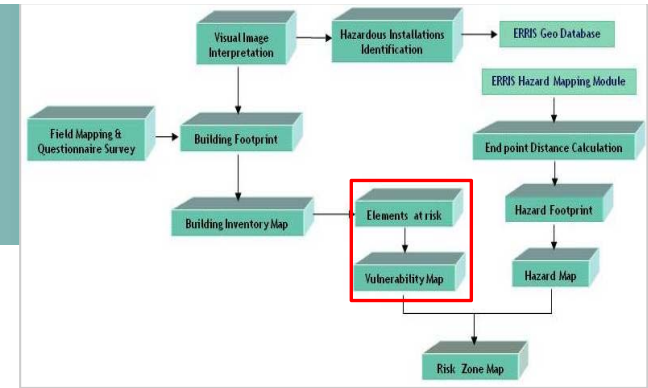 Visual Image
Interpretation
Hazardous Installations
Identification
ERRIS Geo Database
ERRIS Hazard Mapping Module
Field Mapping &
Questionnaire Survey
Building Footprint
End point Distance Calculation
Building Inventory Map
Elements at risk
Hazard Footprint
Vulnerability Map
Hazard Map
Risk Zone Map